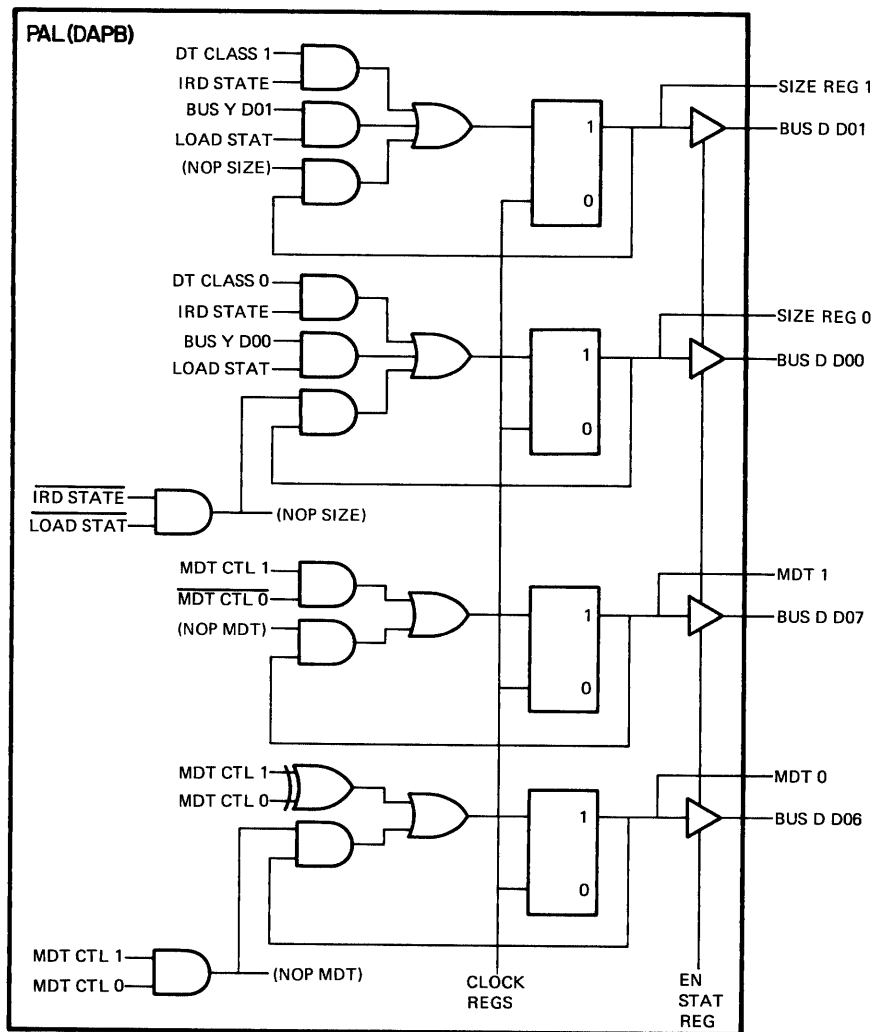 PAL (DAPB)
DT CLASS 1
IRD STATE
BUS Y D01
LOAD STAT
(NOP SIZE)
1
0
SIZE REG 1
BUS D D01
DT CLASS 0
IRD STATE
BUS Y D00
LOAD STAT
1
0
SIZE REG 0
BUS D D00
IRD STATE
LOAD STAT
(NOP SIZE)
MDT CTL 1
MDT CTL 0
(NOP MDT)
1
0
MDT 1
BUS D D07
MDT CTL 1
MDT CTL 0
1
0
MDT 0
BUS D D06
MDT CTL 1
MDT CTL 0
(NOP MDT)
CLOCK
REGS
EN
STAT
REG